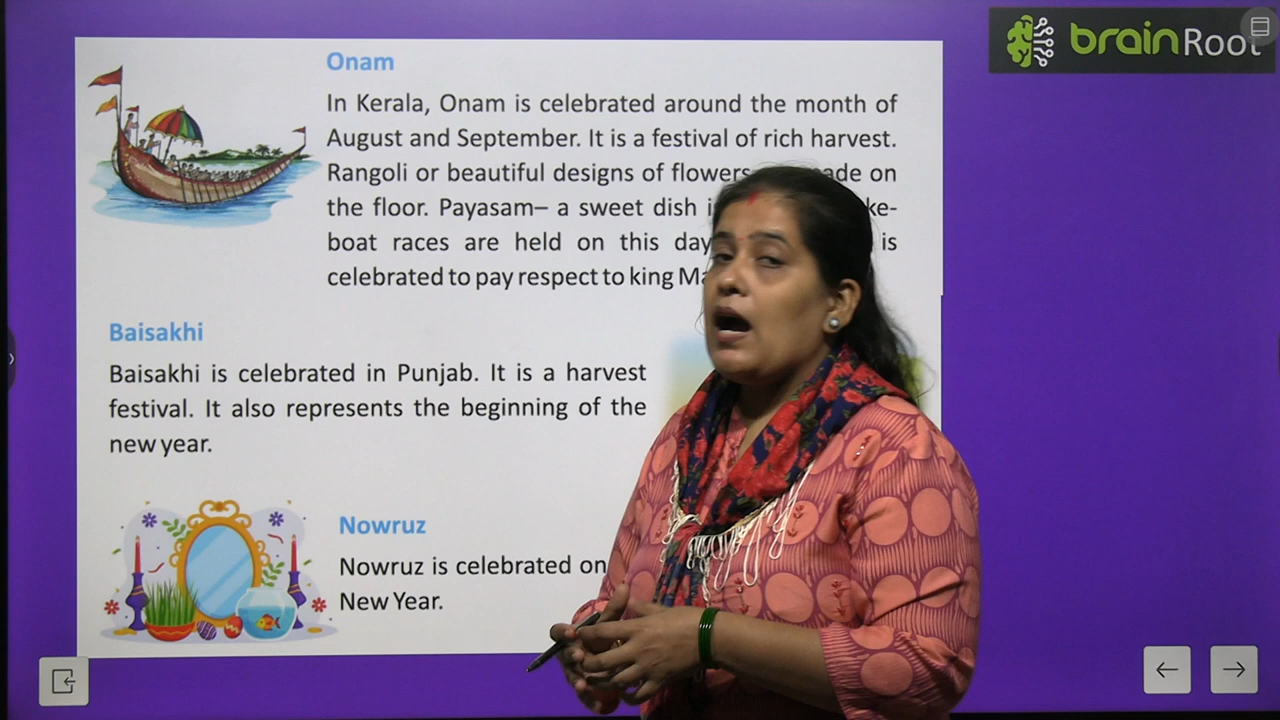 brainRoot
Onam
In Kerala, Onam is celebrated around the month of
August and September. It is a festival of rich harvest.
Rangoli or beautiful designs of flowers on
the floor. Payasam– a sweet dish
boat races are held on this day is
celebrated to pay respect to king
Baisakhi
Baisakhi is celebrated in Punjab. It is a harvest
festival. It also represents the beginning of the
new year.
Nowruz
Nowruz is celebrated on
New Year.